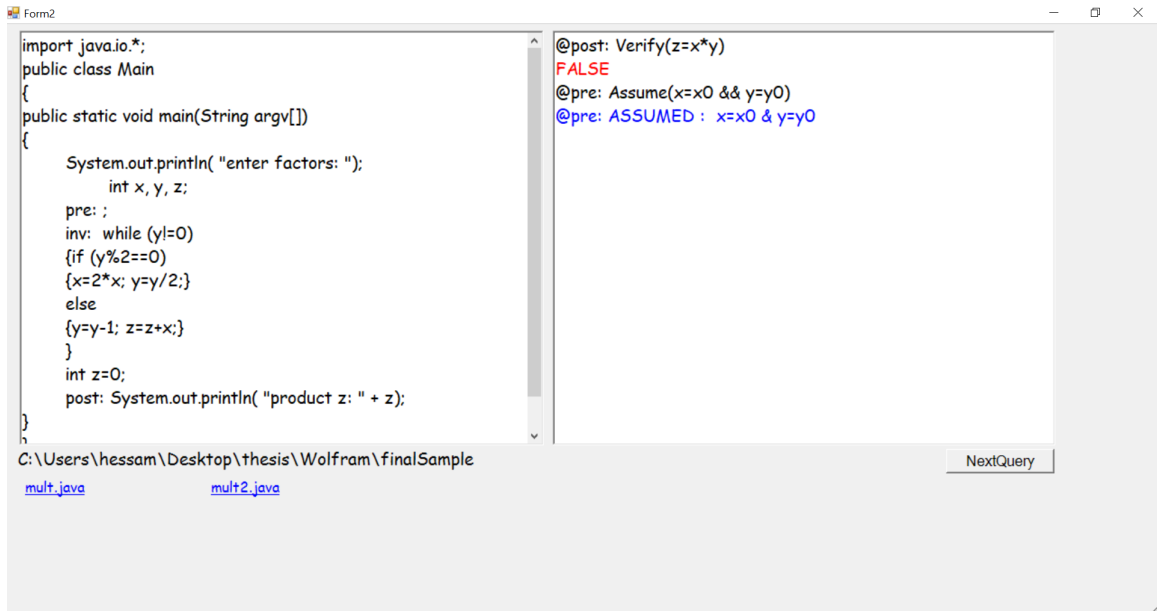 Form2
import java.io.*;
public class Main
{
public static void main(String argv[])
{
System.out.println( "enter factors: ");
int x, y, z;
pre: ;
inv:  while (y!=0)
{if (y%2==0)
{x=2*x; y=y/2;}
else
{y=y-1; z=z+x;}
}
int z=0;
post: System.out.println( "product z: " + z);
}
}
@post: Verify(z=x*y)
FALSE
@pre: Assume(x=x0 && y=y0)
@pre: ASSUMED :  x=x0 & y=y0
C:\Users\hessam\Desktop\thesis\Wolfram\finalSample
NextQuery
mult.java
mult2.java